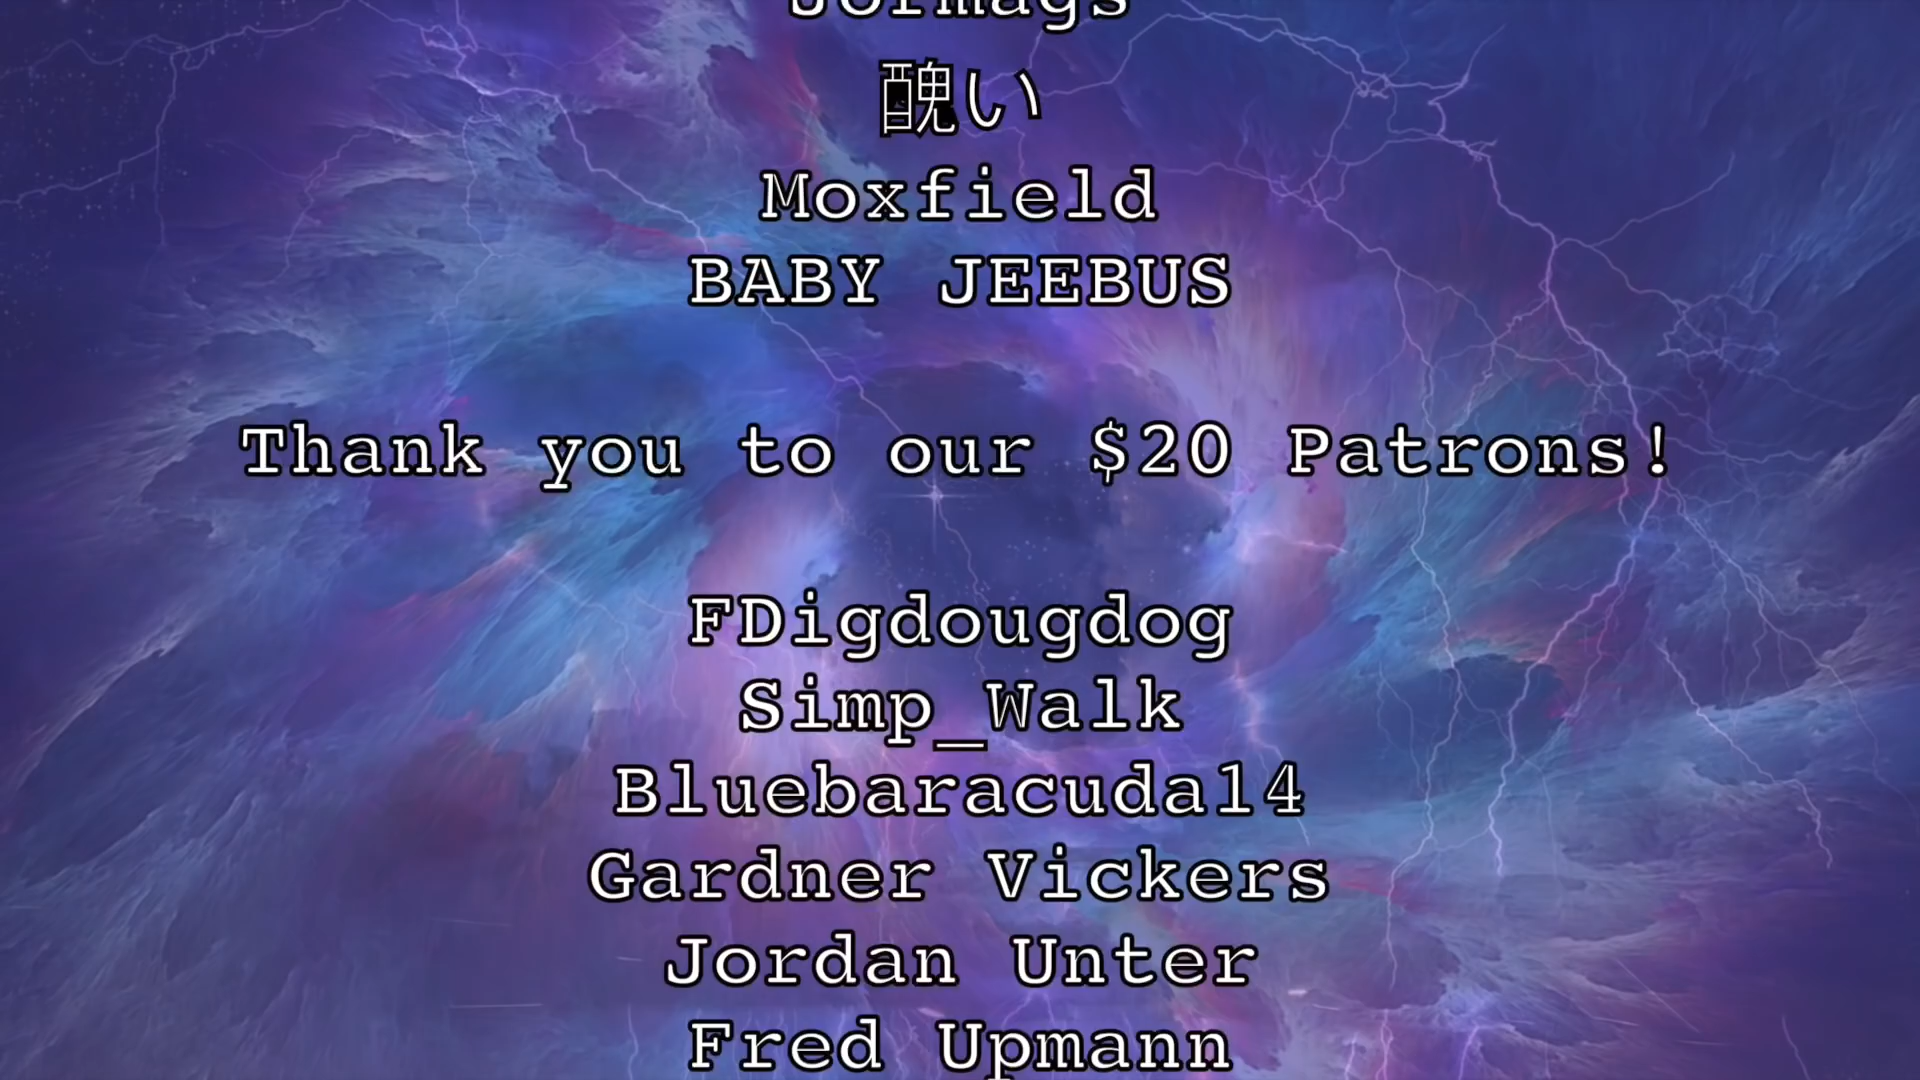 Jormags
醜い
Moxfield
BABY JEEBUS
Thank you to our $20 Patrons!
FDigdougdog
Simp_Walk
Bluebaracuda14
Gardner Vickers
Jordan Unter
Fred Upmann